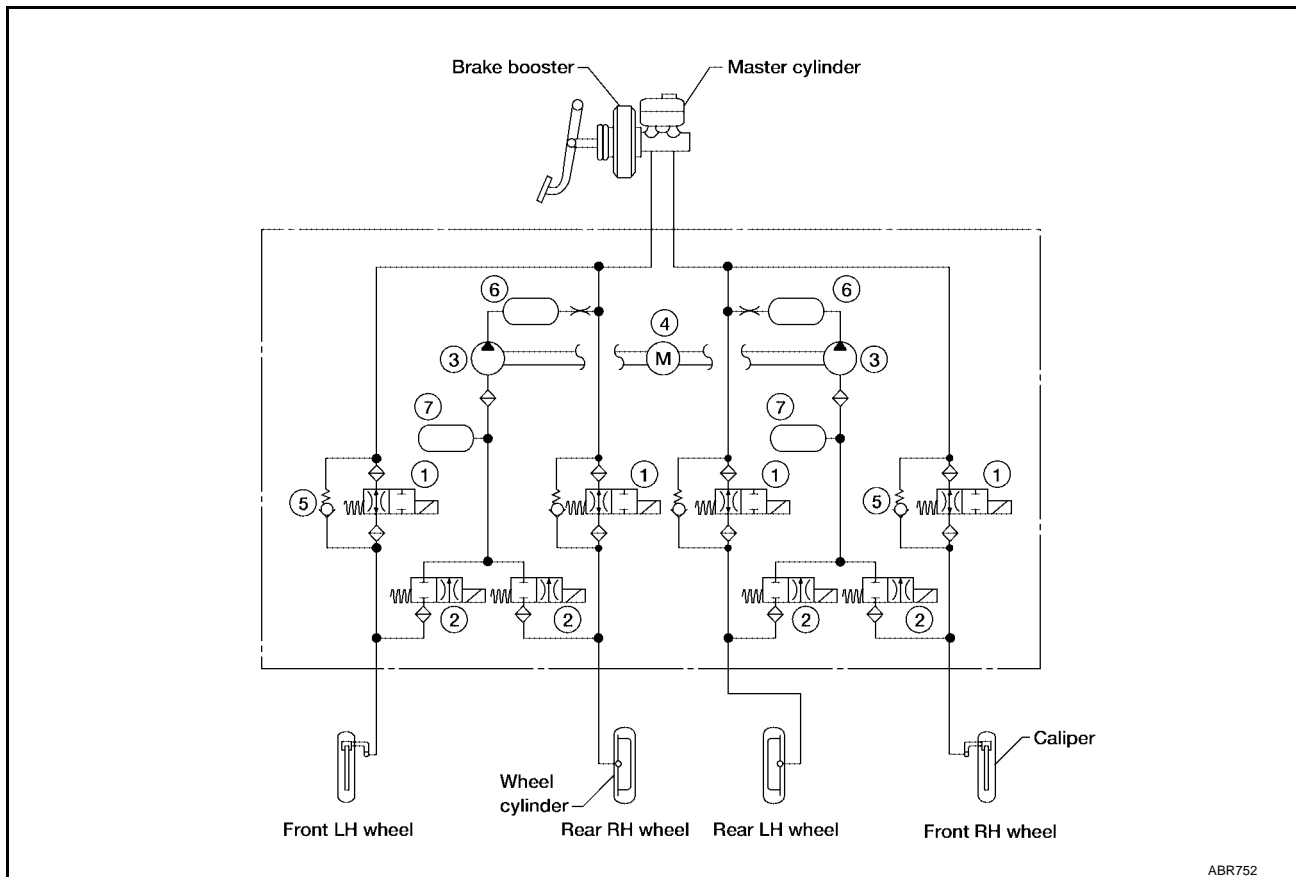 Brake booster
Master cylinder
6
6
4
M
3
3
7
7
1
1
1
1
5
5
2
2
2
2
Caliper
Wheel
cylinder
Front LH wheel
Rear RH wheel
Rear LH wheel
Front RH wheel
ABR752